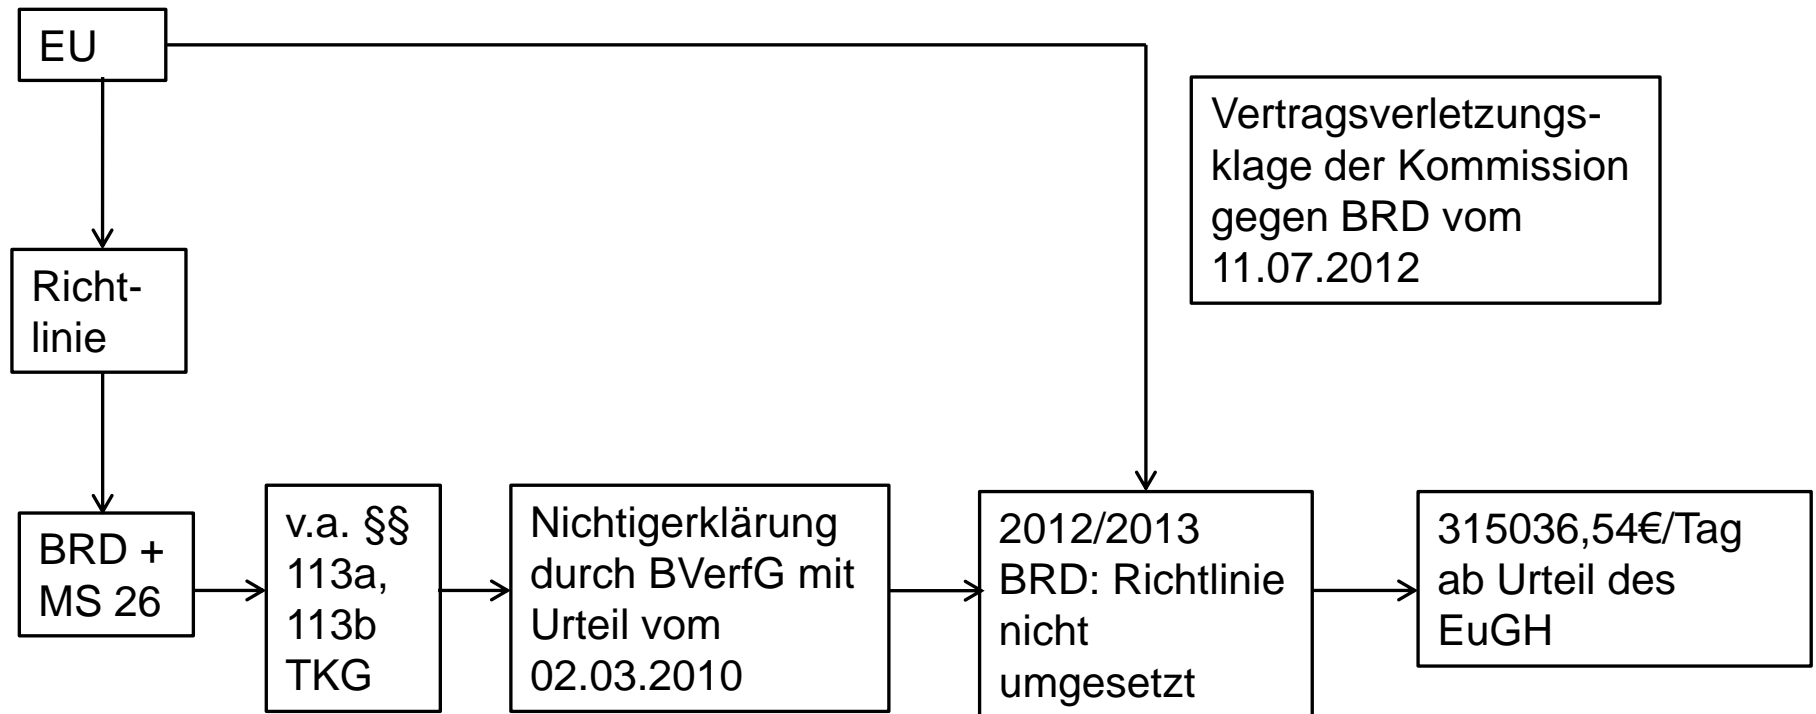 EU
Vertragsverletzungs-
klage der Kommission
gegen BRD vom
11.07.2012
Richt-
linie
BRD +
MS 26
v.a. §§
113a,
113b
TKG
Nichtigerklärung
durch BVerfG mit
Urteil vom
02.03.2010
2012/2013
BRD: Richtlinie
nicht
umgesetzt
315036,54€/Tag
ab Urteil des
EuGH